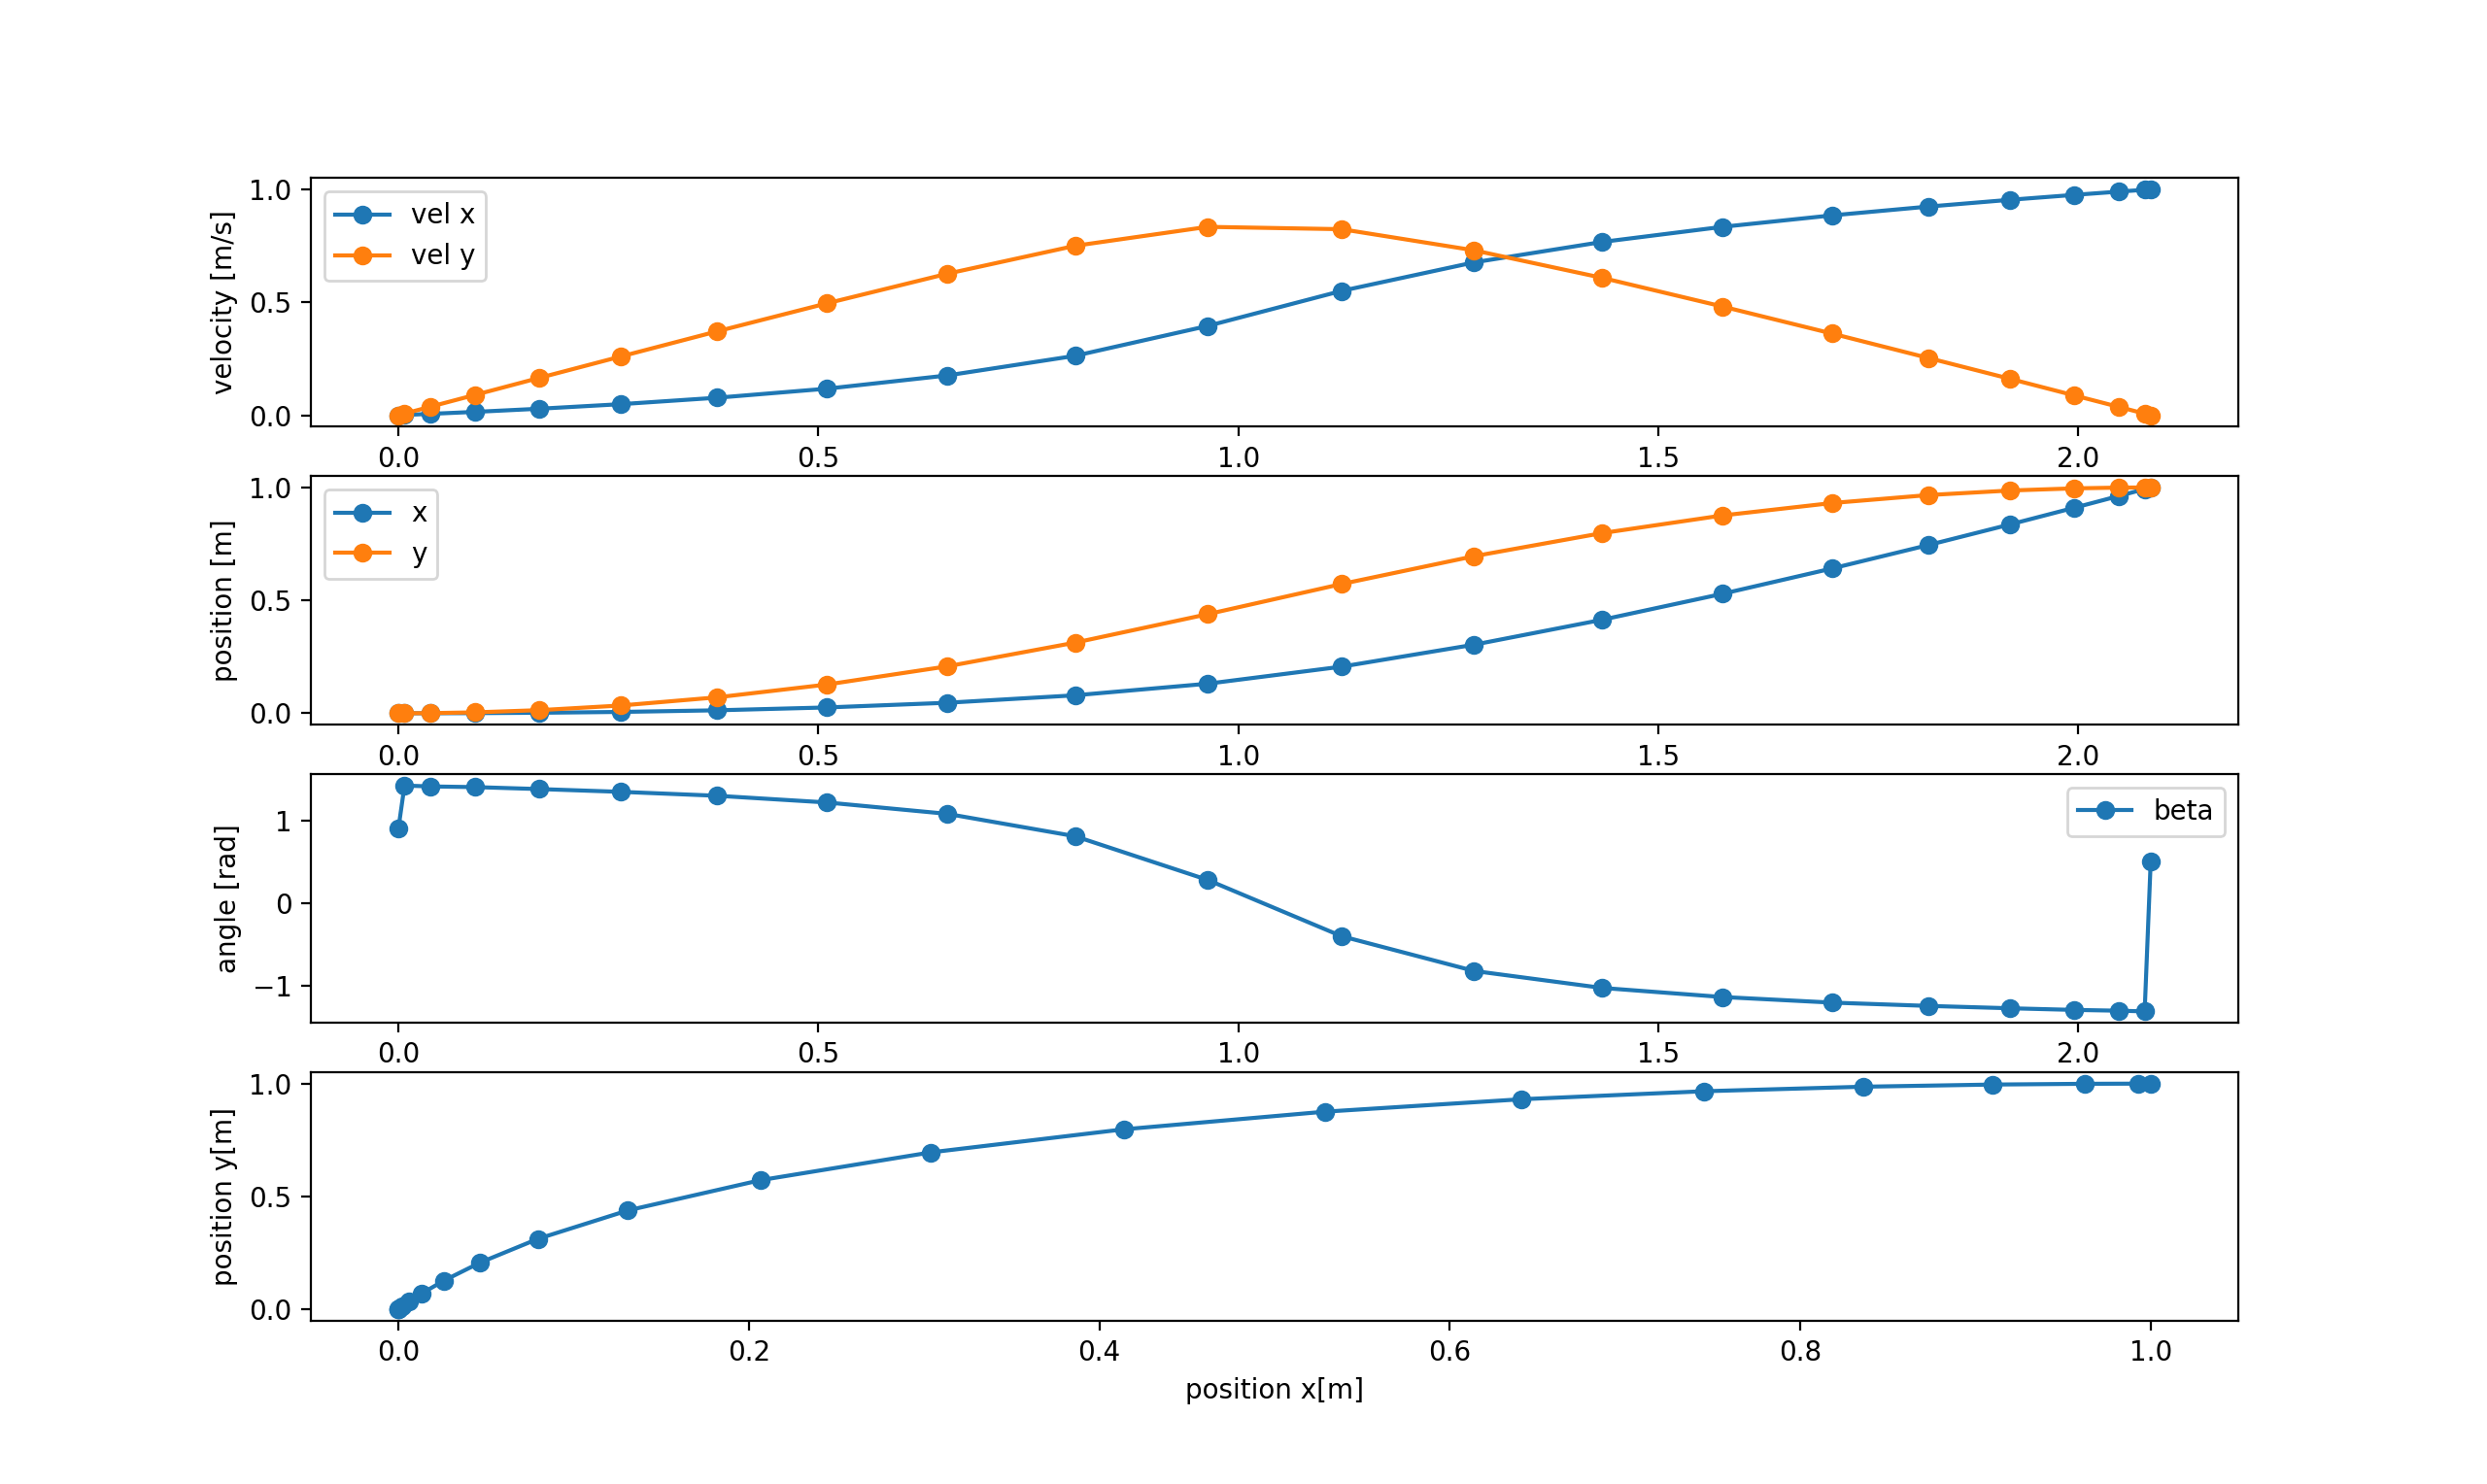 velocity [m/s]
1.0
0.5
0.0
vel x
vel y
0.0 0.5 1.0 1.5 2.0
position [m]
1.0
0.5
0.0
x
y
0.0 0.5 1.0 1.5 2.0
angle [rad]
1
0
−1
beta
0.0 0.5 1.0 1.5 2.0
position y[m]
1.0
0.5
0.0
0.0 0.2 0.4 0.6 0.8 1.0
position x[m]